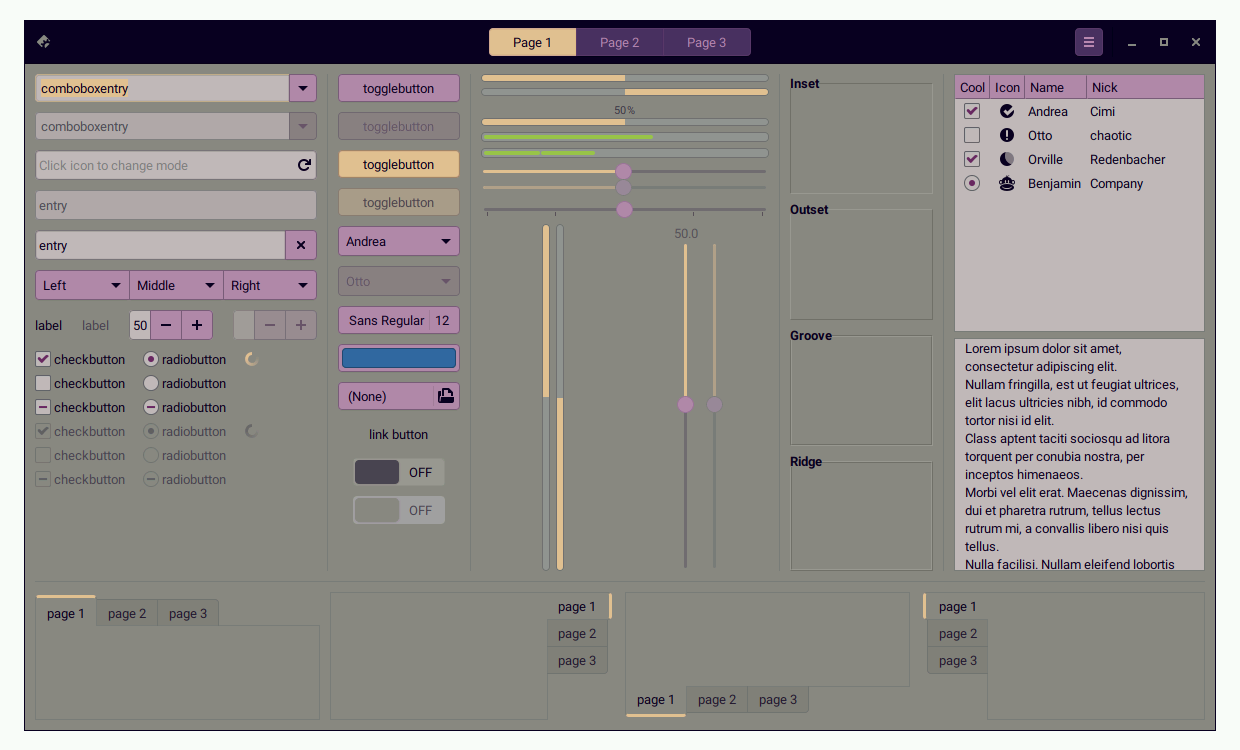 Page 1 Page 2 Page 3
comboboxentry
comboboxentry
Click icon to change mode
entry
entry
Left Middle Right
label label 50
checkbutton radiobutton
checkbutton radiobutton
checkbutton radiobutton
checkbutton radiobutton
checkbutton radiobutton
checkbutton radiobutton
togglebutton
togglebutton
togglebutton
togglebutton
Andrea
Otto
Sans Regular 12
(None)
link button
OFF
OFF
50%
50.0
Inset
Outset
Groove
Ridge
Cool Icon Name Nick
Andrea Cimi
Otto chaotic
Orville Redenbacher
Benjamin Company
Lorem ipsum dolor sit amet,
consectetur adipiscing elit.
Nullam fringilla, est ut feugiat ultrices,
elit lacus ultricies nibh, id commodo
tortor nisi id elit.
Class aptent taciti sociosqu ad litora
torquent per conubia nostra, per
inceptos himenaeos.
Morbi vel elit erat. Maecenas dignissim,
dui et pharetra rutrum, tellus lectus
rutrum mi, a convallis libero nisi quis
tellus.
Nulla facilisi. Nullam eleifend lobortis
page 1 page 2 page 3
page 1
page 2
page 3
page 1 page 2 page 3
page 1
page 2
page 3